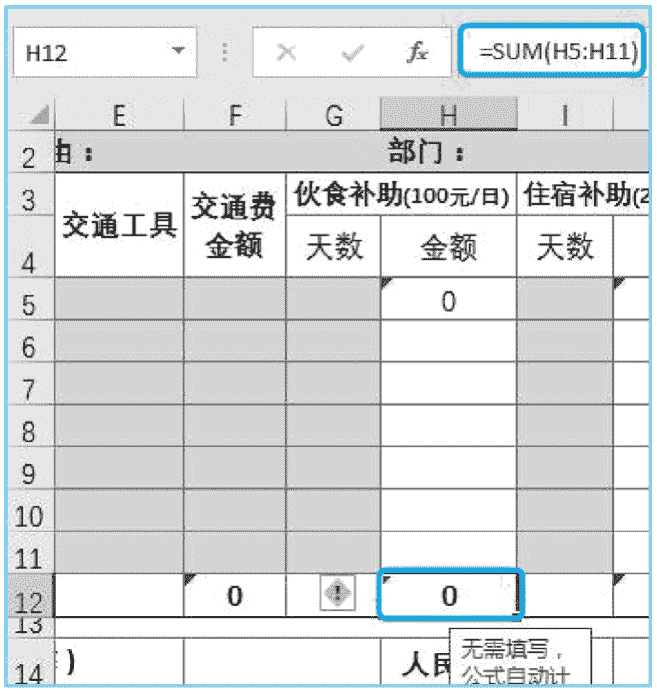 H12
fx
=SUM(H5:H11)
E F G H I
2 由： 部门：
3 交通工具 交通费金额 伙食补助(100元/日) 住宿补助(2
4 天数 金额 天数
5 0
6
7
8
9
10
11
12 0 0
13
14 ) 人民
无需填写，
公式自动计